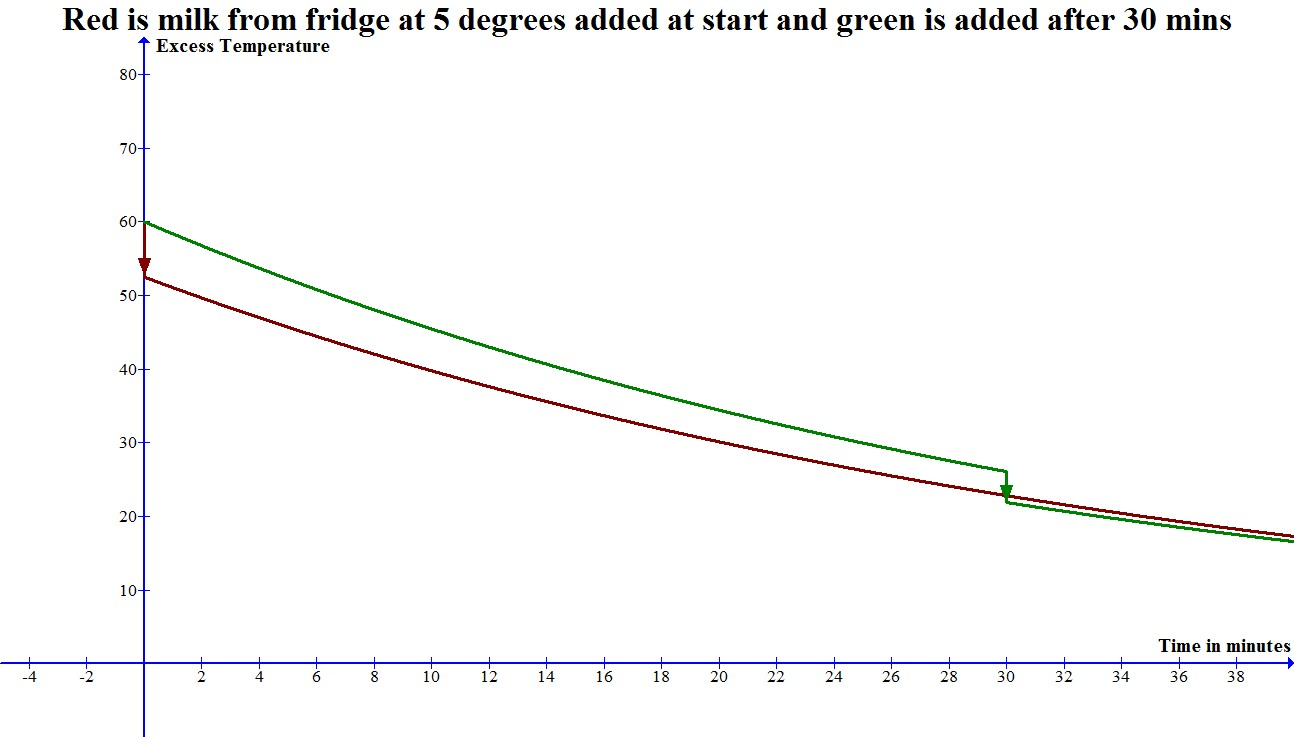 Red is milk from fridge at 5 degrees added at start and green is added after 30 mins
Excess Temperature
80
70
60
50
40
30
20
10
Time in minutes
-4 -2 2 4 6 8 10 12 14 16 18 20 22 24 26 28 30 32 34 36 38